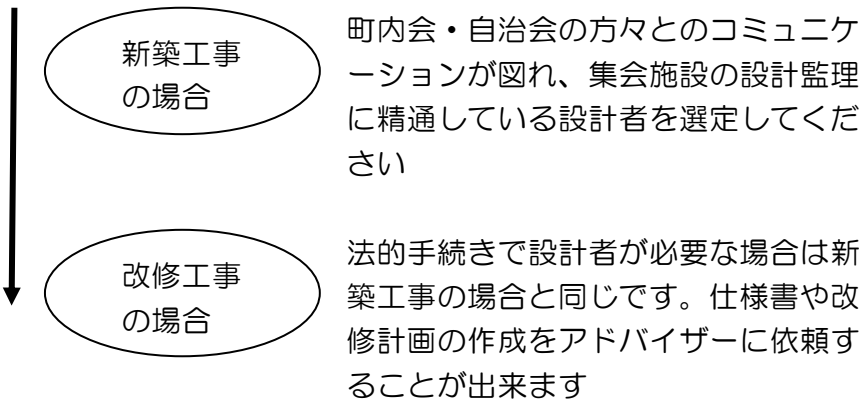 新築工事
の場合
町内会・自治会の方々とのコミュニケ
ーションが図れ、集会施設の設計監理
に精通している設計者を選定してくだ
さい
改修工事
の場合
法的手続きで設計者が必要な場合は新
築工事の場合と同じです。仕様書や改
修計画の作成をアドバイザーに依頼す
ることが出来ます